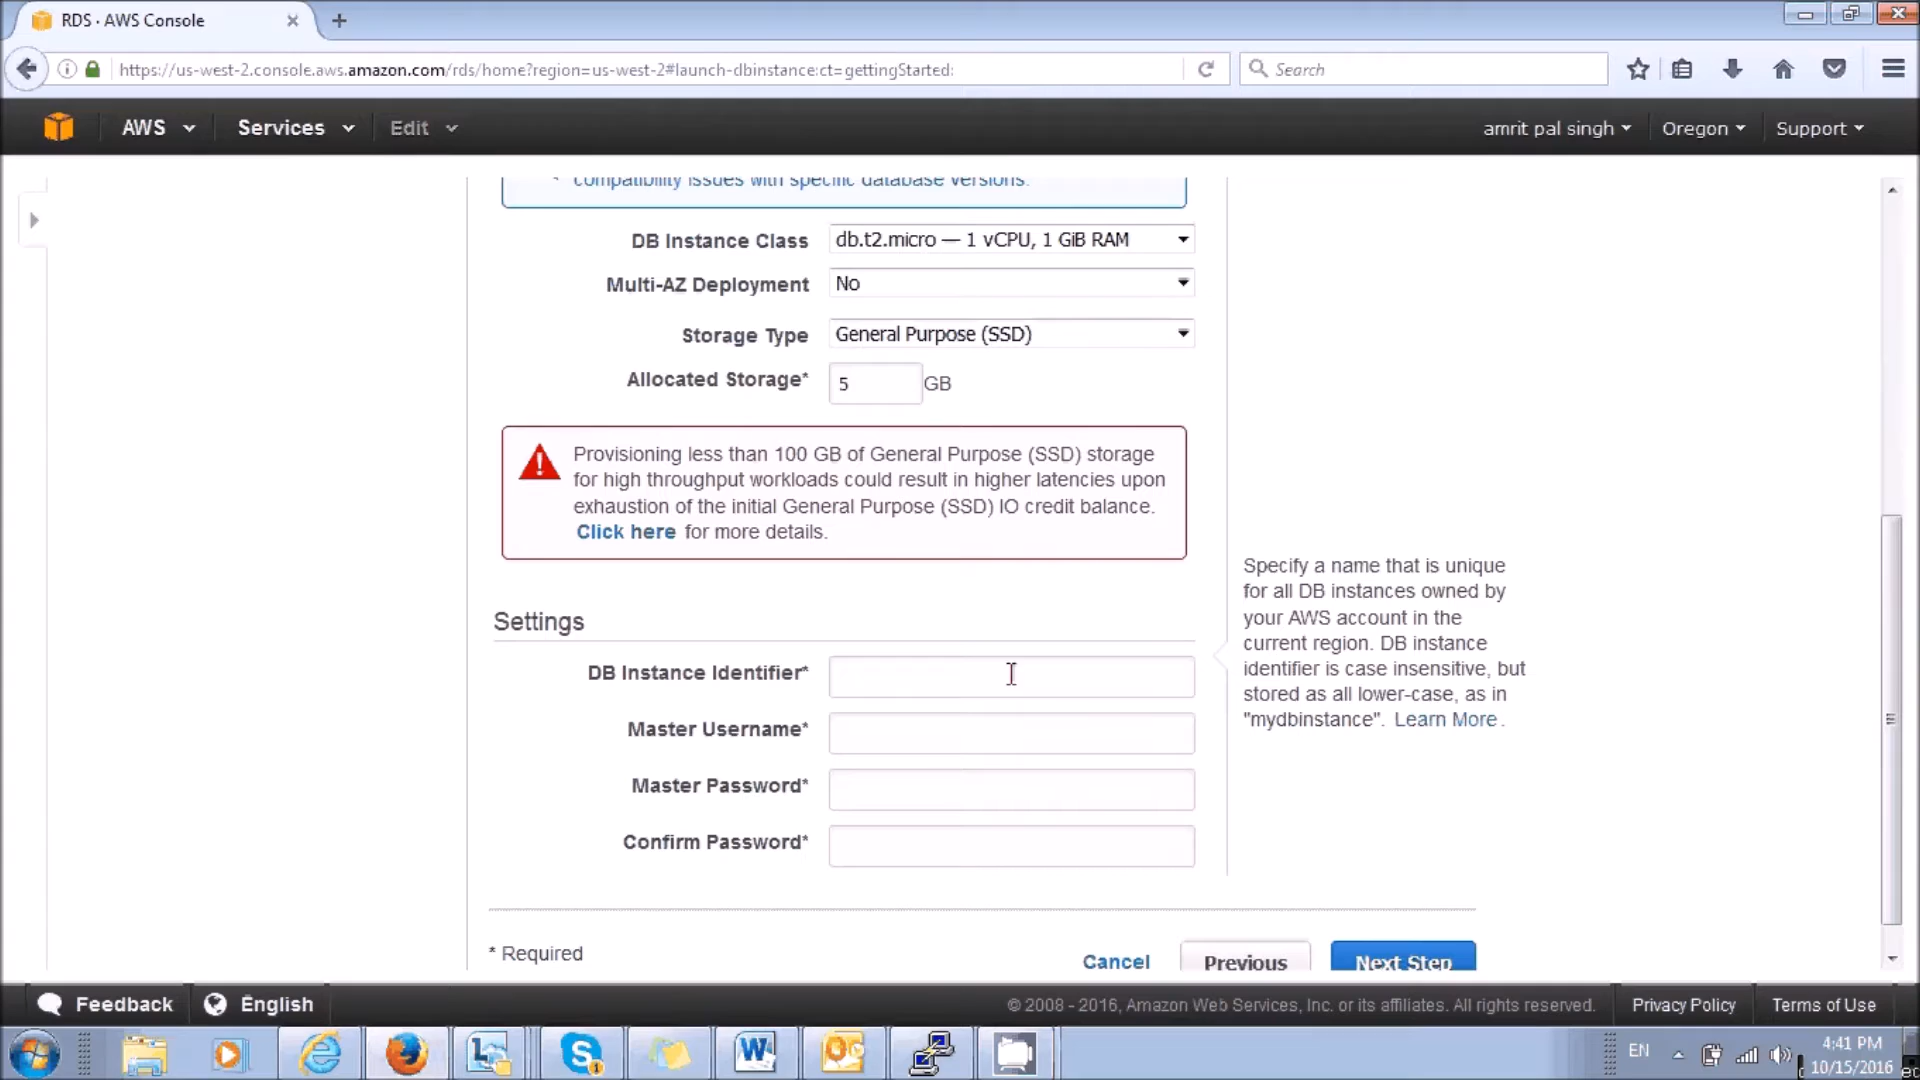 RDS · AWS Console
https://us-west-2.console.aws.amazon.com/rds/home?region=us-west-2#launch-dbinstance:ct=gettingStarted:
Search
AWS Services Edit amrit pal singh Oregon Support
compatibility issues with specific database versions.
DB Instance Class db.t2.micro — 1 vCPU, 1 GiB RAM
Multi-AZ Deployment No
Storage Type General Purpose (SSD)
Allocated Storage* 5 GB
Provisioning less than 100 GB of General Purpose (SSD) storage
for high throughput workloads could result in higher latencies upon
exhaustion of the initial General Purpose (SSD) IO credit balance.
Click here for more details.
Settings
DB Instance Identifier*
Master Username*
Master Password*
Confirm Password*
Specify a name that is unique
for all DB instances owned by
your AWS account in the
current region. DB instance
identifier is case insensitive, but
stored as all lower-case, as in
"mydbinstance". Learn More.
* Required
Cancel Previous Next Step
Feedback English © 2008 - 2016, Amazon Web Services, Inc. or its affiliates. All rights reserved. Privacy Policy Terms of Use
EN 4:41 PM
10/15/2016